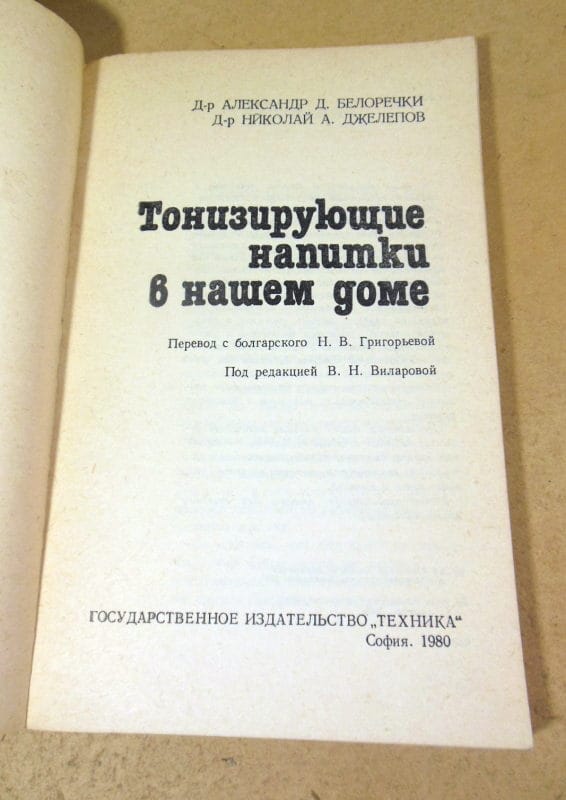 Д-р АЛЕКСАНДР Д. БЕЛОРЕЧКИ
Д-р НИКОЛАЙ А. ДЖЕЛЕПОВ
Тонизирующие
напитки
в нашем доме
Перевод с болгарского Н. В. Григорьевой
Под редакцией В. Н. Виларовой
ГОСУДАРСТВЕННОЕ ИЗДАТЕЛЬСТВО „ТЕХНИКА“
София. 1980